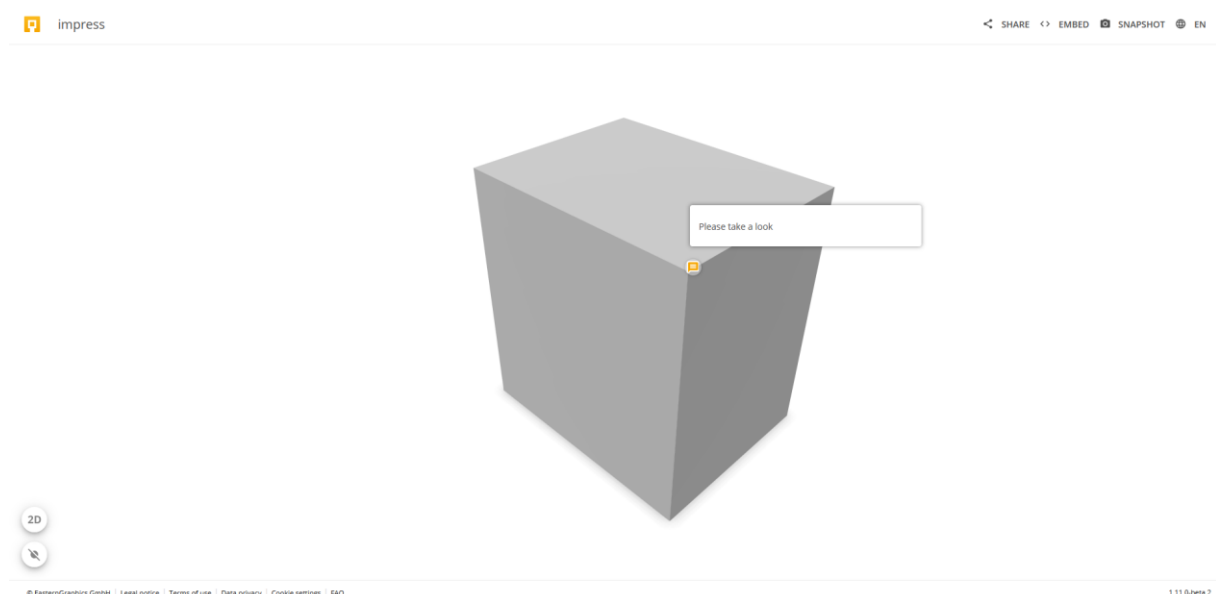 impress
SHARE EMBED SNAPSHOT EN
Please take a look
2D
© EasternGraphics GmbH | Legal notice | Terms of use | Data privacy | Cookie settings | FAQ
1.11.0-beta.2